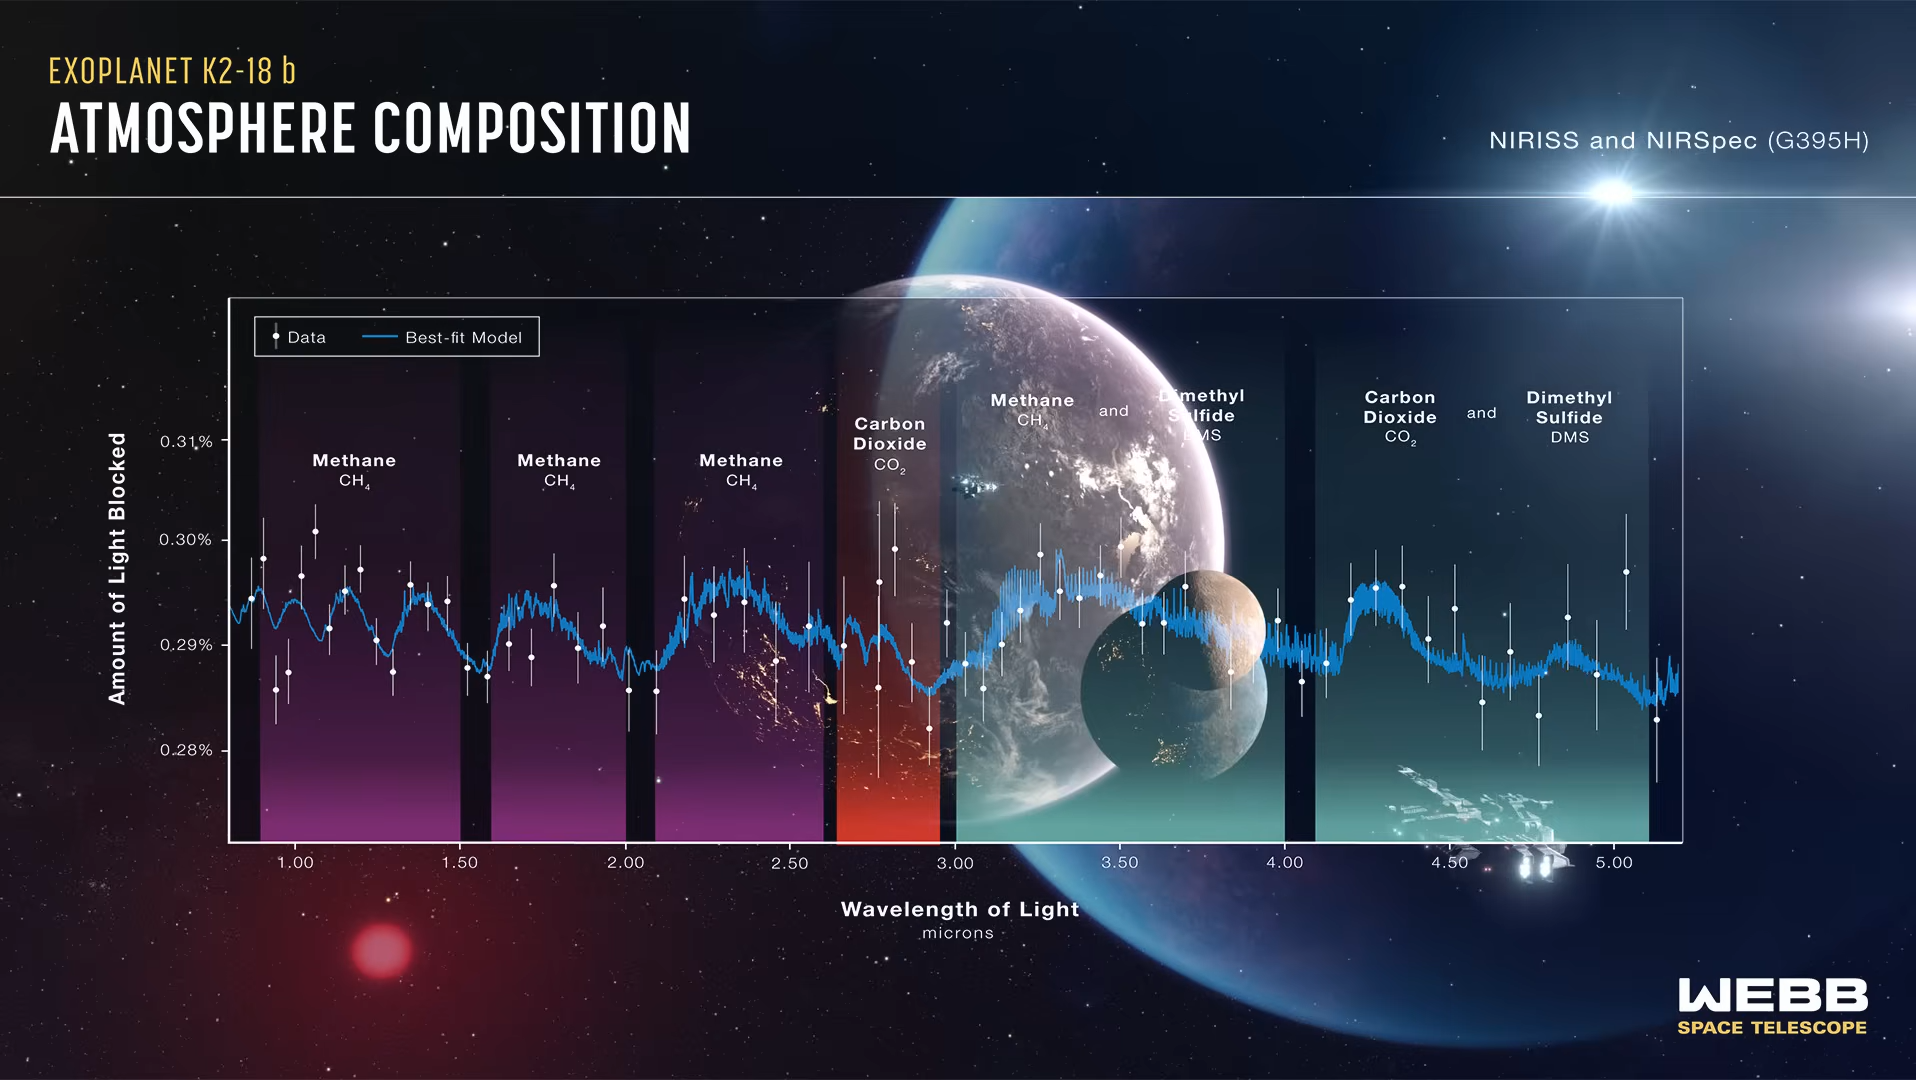 EXOPLANET K2-18 b
ATMOSPHERE COMPOSITION
NIRISS and NIRSpec (G395H)
Data
Best-fit Model
Amount of Light Blocked
0.31%
0.30%
0.29%
0.28%
Methane
CH₄
Methane
CH₄
Methane
CH₄
Carbon
Dioxide
CO₂
Methane
CH₄
and
Dimethyl
Sulfide
DMS
Carbon
Dioxide
CO₂
and
Dimethyl
Sulfide
DMS
1.00
1.50
2.00
2.50
3.00
3.50
4.00
4.50
5.00
Wavelength of Light
microns
WEBB
SPACE TELESCOPE